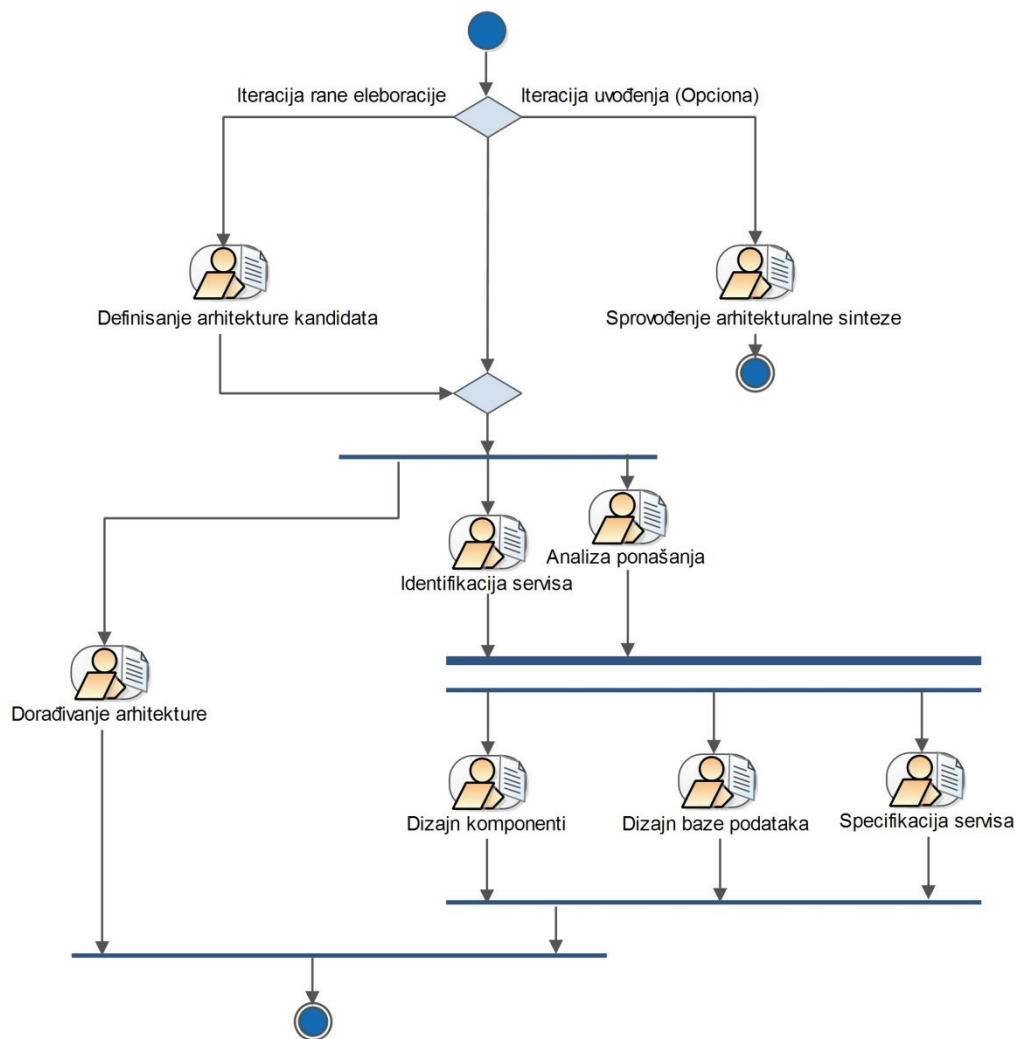 Iteracija rane eleboracije
Iteracija uvođenja (Opciona)
Definisanje arhitekture kandidata
Sprovođenje arhitekturalne sinteze
Identifikacija servisa
Analiza ponašanja
Dorađivanje arhitekture
Dizajn komponenti
Dizajn baze podataka
Specifikacija servisa